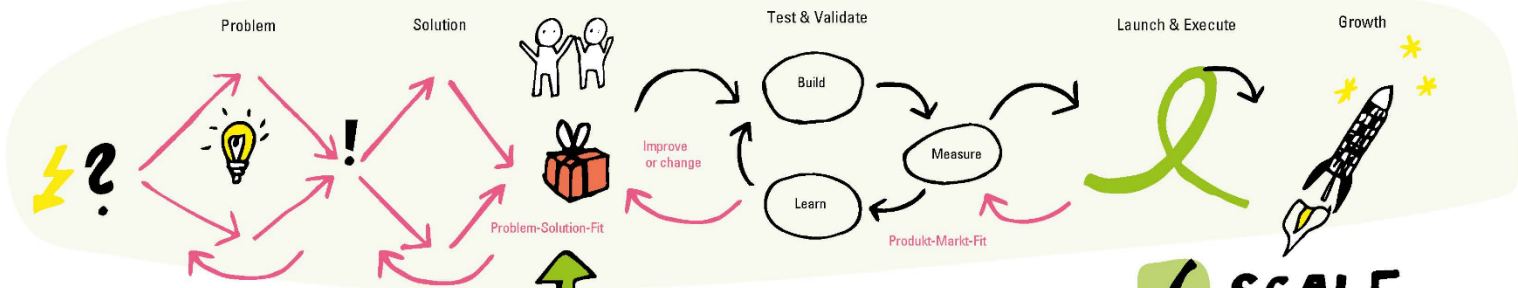 Problem
Solution
Test & Validate
Launch & Execute
Growth
?
!
Build
Improve
or change
Measure
Learn
Problem-Solution-Fit
Produkt-Markt-Fit
SCALE